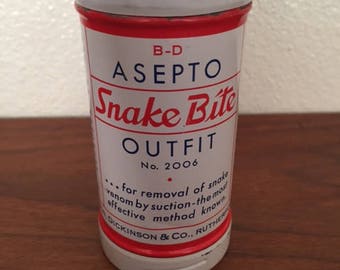 B-D
ASEPTO
Snake Bite
OUTFIT
No. 2006
...for removal of snake
venom by suction-the most
effective method known.
DICKINSON & Co., RUTHER